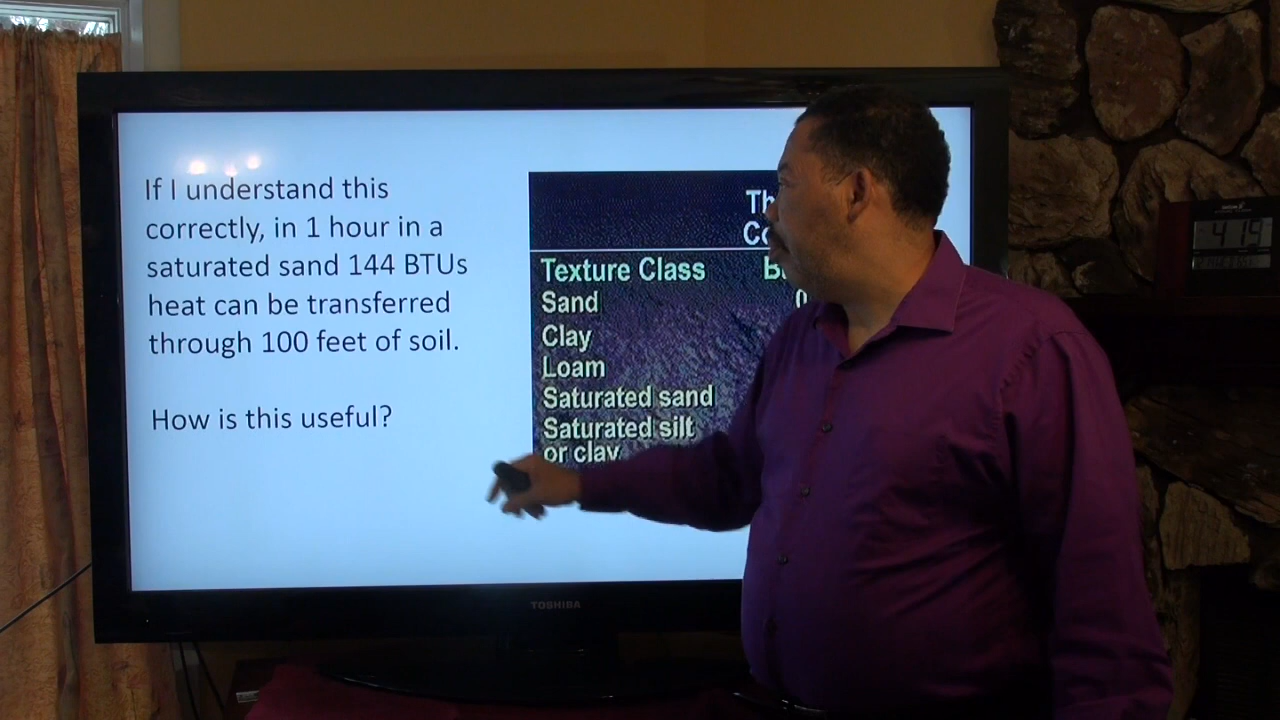 If I understand this
correctly, in 1 hour in a
saturated sand 144 BTUs
heat can be transferred
through 100 feet of soil.
How is this useful?
Texture Class
Sand
Clay
Loam
Saturated sand
Saturated silt
or clay
TOSHIBA